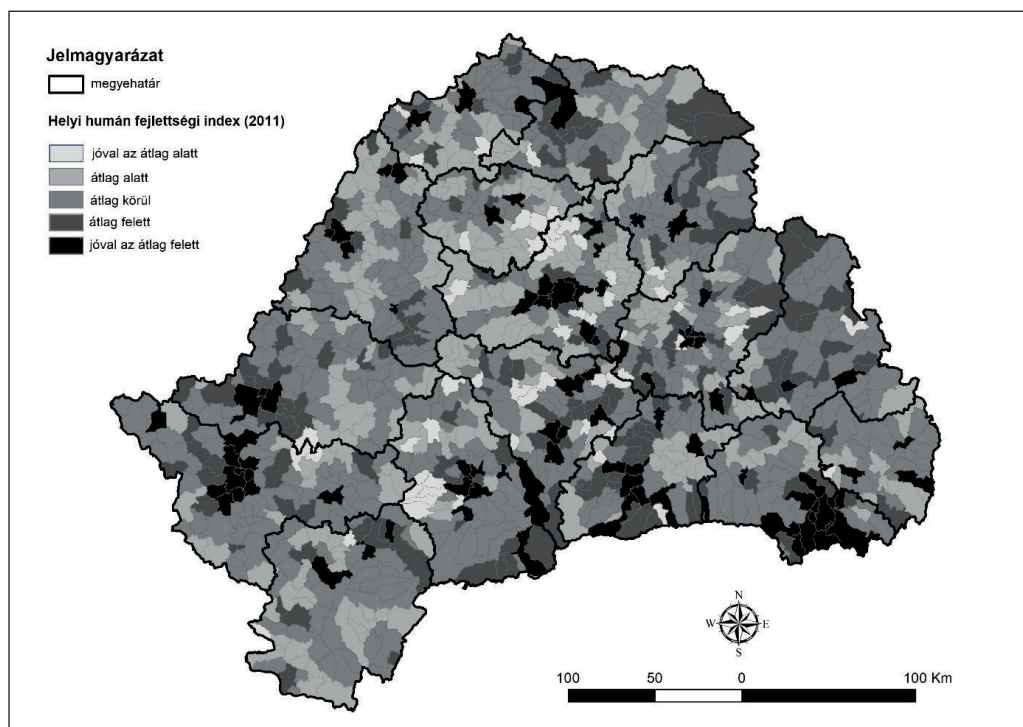 Jelmagyarázat
megyehatár
Helyi humán fejlettségi index (2011)
jóval az átlag alatt
átlag alatt
átlag körül
átlag felett
jóval az átlag felett
N
W E
S
100 50 0 100 Km